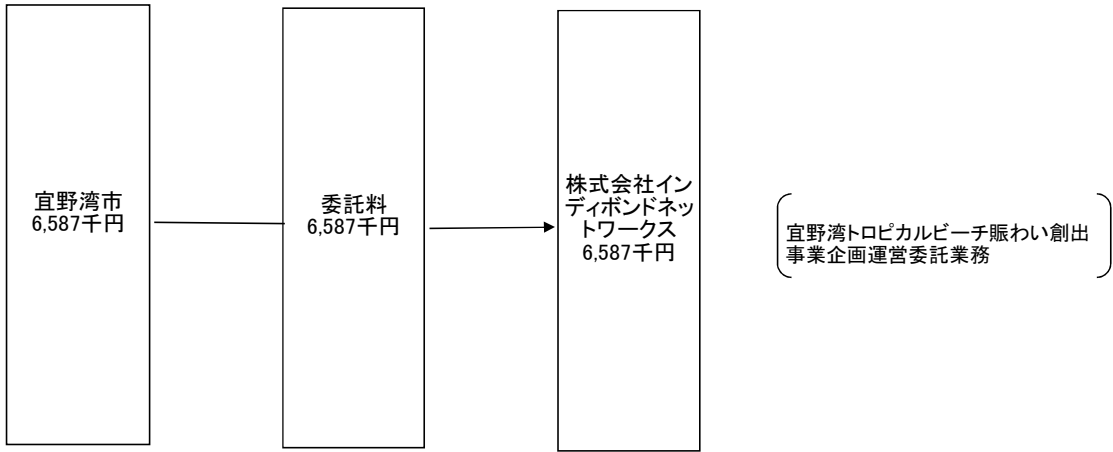 宜野湾市
6,587千円
委託料
6,587千円
株式会社イン
ディボンドネッ
トワークス
6,587千円
宜野湾トロピカルビーチ賑わい創出
事業企画運営委託業務